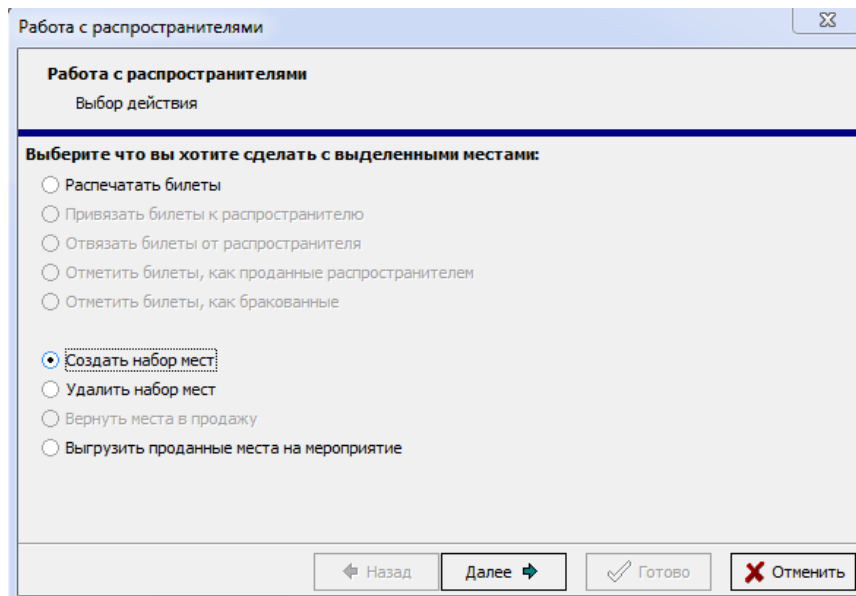 Работа с распространителями
Работа с распространителями
Выбор действия
Выберите что вы хотите сделать с выделенными местами:
Распечатать билеты
Привязать билеты к распространителю
Отвязать билеты от распространителя
Отметить билеты, как проданные распространителем
Отметить билеты, как бракованные
Создать набор мест
Удалить набор мест
Вернуть места в продажу
Выгрузить проданные места на мероприятие
Назад Далее Готово Отменить